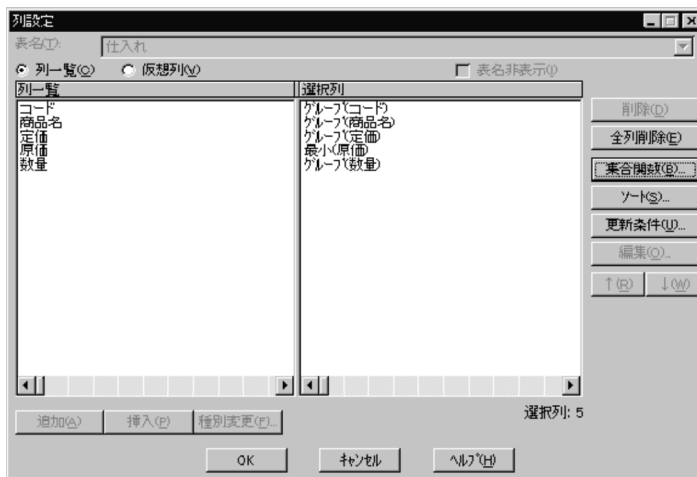 列設定
表名(T): 仕入れ
列一覧(O) 仮想列(V) 表名非表示(I)
列一覧 選択列
コード
商品名
定価
原価
数量
ｸﾞﾙｰﾌﾟ(コード)
ｸﾞﾙｰﾌﾟ(商品名)
ｸﾞﾙｰﾌﾟ(定価)
最小(原価)
ｸﾞﾙｰﾌﾟ(数量)
削除(D)
全列削除(E)
集合関数(B)...
ソート(S)...
更新条件(U)...
編集(O)...
↑(R) ↓(W)
選択列: 5
追加(A) 挿入(P) 種別変更(F)...
OK ｷｬﾝｾﾙ ﾍﾙﾌﾟ(H)